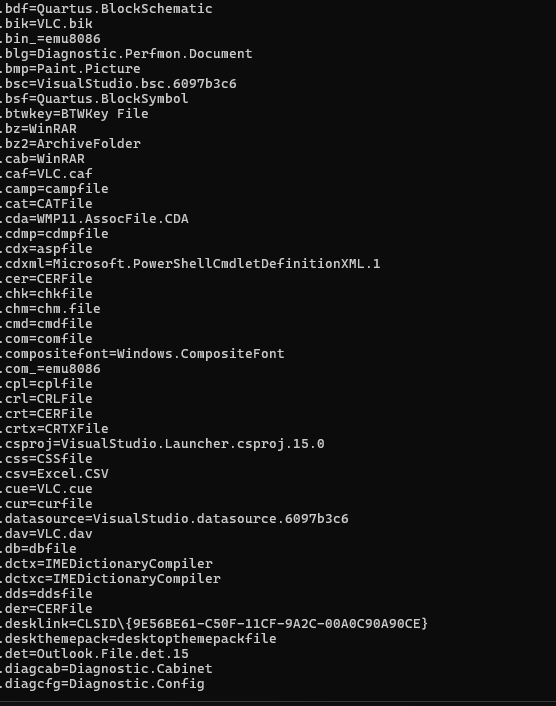 .bdf=Quartus.BlockSchematic
.bik=VLC.bik
.bin_=emu8086
.blg=Diagnostic.Perfmon.Document
.bmp=Paint.Picture
.bsc=VisualStudio.bsc.6097b3c6
.bsf=Quartus.BlockSymbol
.btwkey=BTWKey File
.bz=WinRAR
.bz2=ArchiveFolder
.cab=WinRAR
.caf=VLC.caf
.camp=campfile
.cat=CATFile
.cda=WMP11.AssocFile.CDA
.cdmp=cdmpfile
.cdx=aspfile
.cdxml=Microsoft.PowerShellCmdletDefinitionXML.1
.cer=CERFile
.chk=chkfile
.chm=chm.file
.cmd=cmdfile
.com=comfile
.compositefont=Windows.CompositeFont
.com_=emu8086
.cpl=cplfile
.crl=CRLFile
.crt=CERFile
.crtx=CRTXFile
.csproj=VisualStudio.Launcher.csproj.15.0
.css=CSSfile
.csv=Excel.CSV
.cue=VLC.cue
.cur=curfile
.datasource=VisualStudio.datasource.6097b3c6
.dav=VLC.dav
.db=dbfile
.dctx=IMEDictionaryCompiler
.dctxc=IMEDictionaryCompiler
.dds=ddsfile
.der=CERFile
.desklink=CLSID\{9E56BE61-C50F-11CF-9A2C-00A0C90A90CE}
.deskthemepack=desktopthemepackfile
.det=Outlook.File.det.15
.diagcab=Diagnostic.Cabinet
.diagcfg=Diagnostic.Config